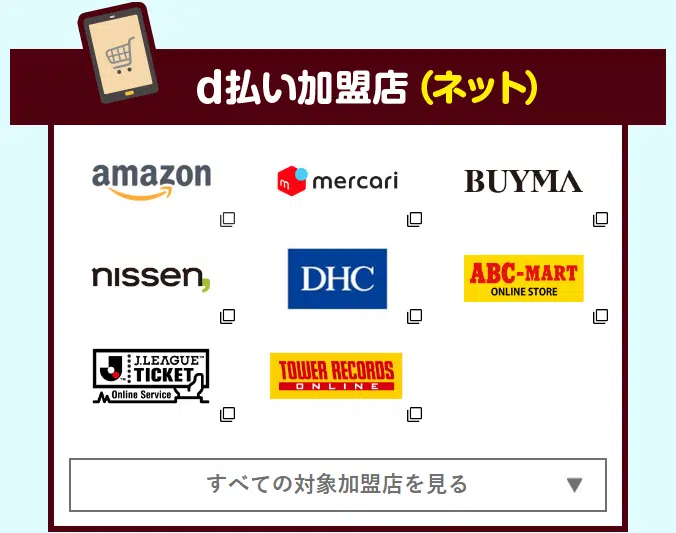 d払い加盟店(ネット)
amazon
mercari
BUYMA
nissen,
DHC
ABC-MART
ONLINE STORE
J.LEAGUE™
TICKET
Online Service
TOWER RECORDS
ONLINE
すべての対象加盟店を見る ▼